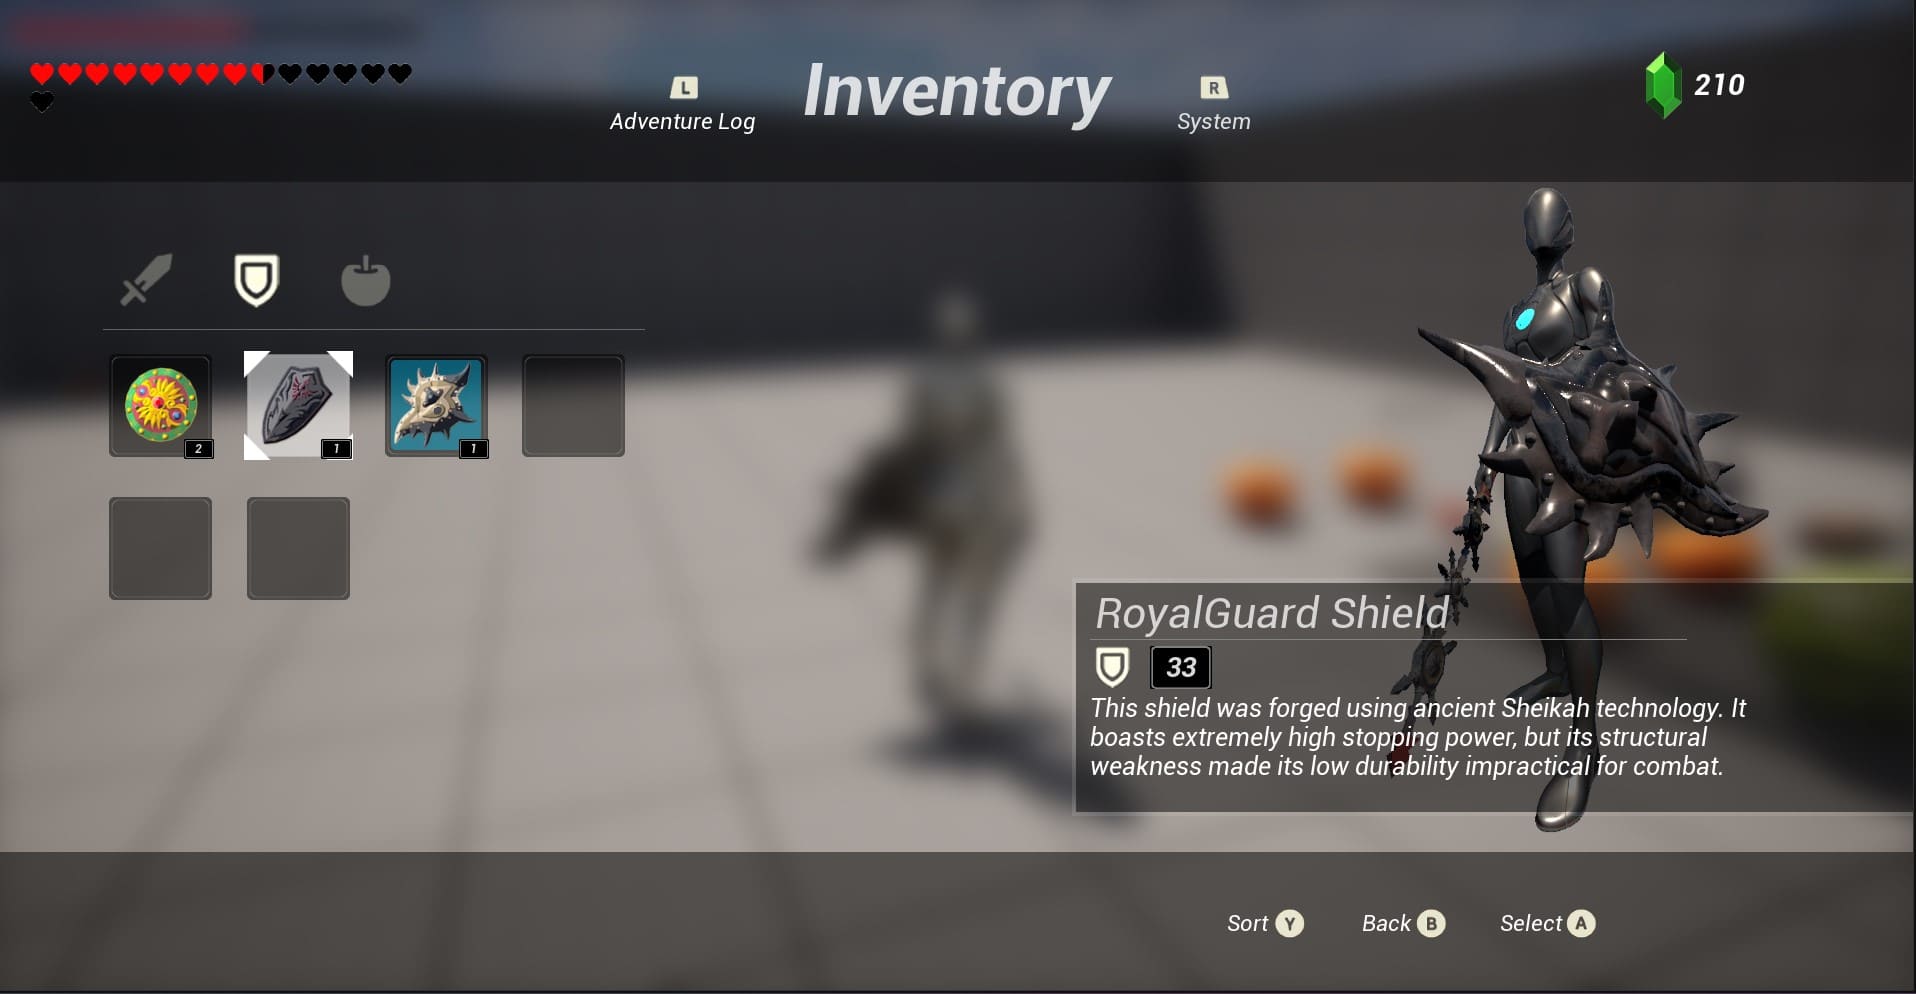 L
Inventory
R
210
Adventure Log
System
2
1
1
RoyalGuard Shield
33
This shield was forged using ancient Sheikah technology. It
boasts extremely high stopping power, but its structural
weakness made its low durability impractical for combat.
Sort Y
Back B
Select A